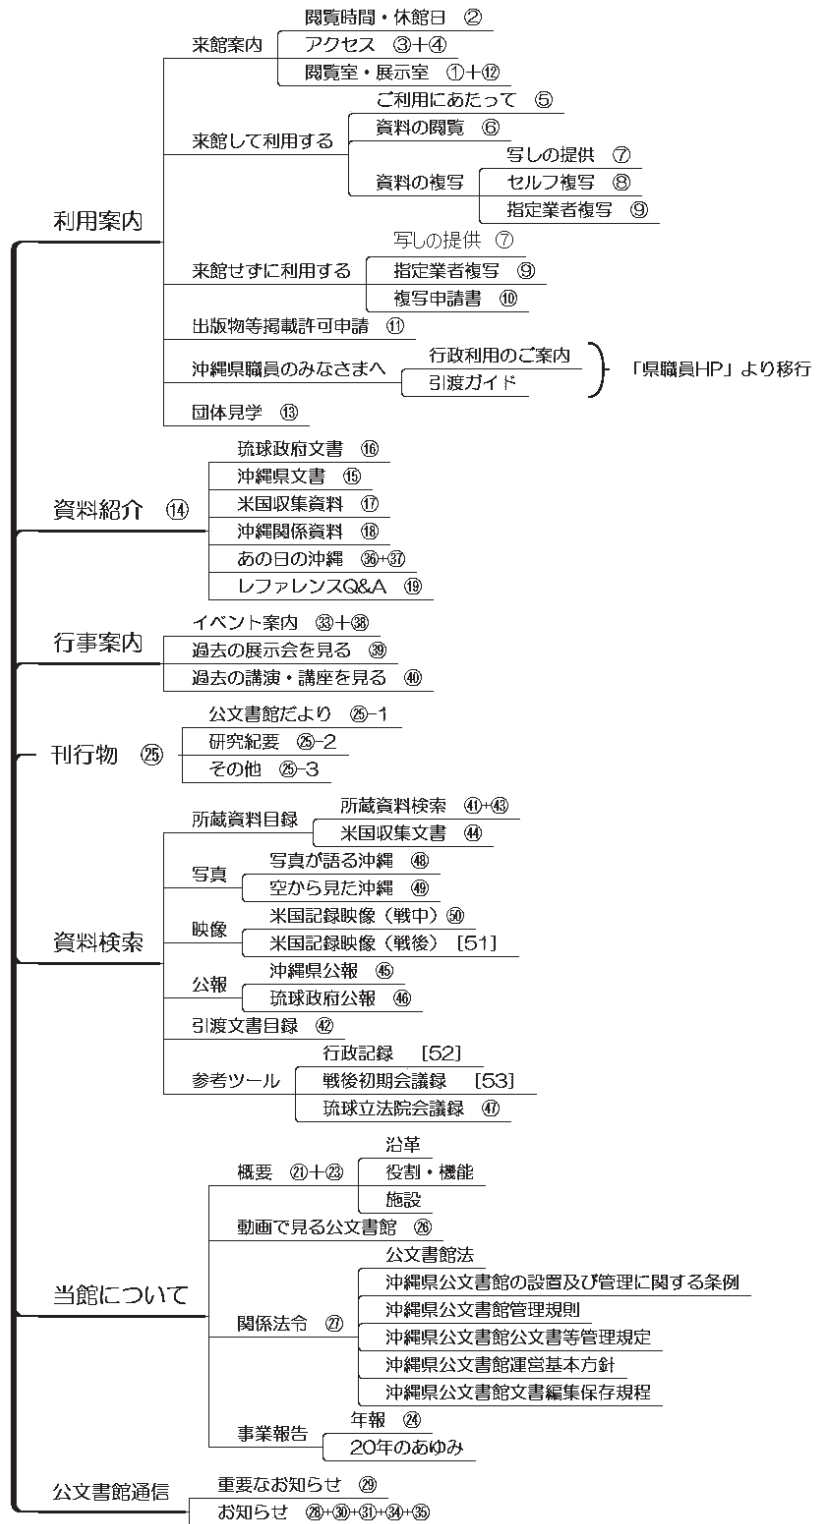 利用案内
来館案内
閲覧時間・休館日 ②
アクセス ③+④
閲覧室・展示室 ①+⑫
来館して利用する
ご利用にあたって ⑤
資料の閲覧 ⑥
資料の複写
写しの提供 ⑦
セルフ複写 ⑧
指定業者複写 ⑨
来館せずに利用する
写しの提供 ⑦
指定業者複写 ⑨
複写申請書 ⑩
出版物等掲載許可申請 ⑪
沖縄県職員のみなさまへ
行政利用のご案内
引渡ガイド
「県職員HP」より移行
団体見学 ⑬
資料紹介 ⑭
琉球政府文書 ⑯
沖縄県文書 ⑮
米国収集資料 ⑰
沖縄関係資料 ⑱
あの日の沖縄 ㊱+㊲
レファレンスQ&A ⑲
行事案内
イベント案内 ㉝+㊳
過去の展示会を見る ㊴
過去の講演・講座を見る ㊵
刊行物 ㉕
公文書館だより ㉕-1
研究紀要 ㉕-2
その他 ㉕-3
資料検索
所蔵資料目録
所蔵資料検索 ㊶+㊸
米国収集文書 ㊹
写真
写真が語る沖縄 ㊽
空から見た沖縄 ㊾
映像
米国記録映像（戦中）㊿
米国記録映像（戦後）[51]
公報
沖縄県公報 ㊺
琉球政府公報 ㊻
引渡文書目録 ㊷
参考ツール
行政記録 [52]
戦後初期会議録 [53]
琉球立法院会議録 ㊼
当館について
概要 ㉑+㉓
沿革
役割・機能
施設
動画で見る公文書館 ㉖
関係法令 ㉗
公文書館法
沖縄県公文書館の設置及び管理に関する条例
沖縄県公文書館管理規則
沖縄県公文書館公文書等管理規定
沖縄県公文書館運営基本方針
沖縄県公文書館文書編集保存規程
事業報告
年報 ㉔
20年のあゆみ
公文書館通信
重要なお知らせ ㉙
お知らせ ㉘+㉚+㉛+㉞+㉟